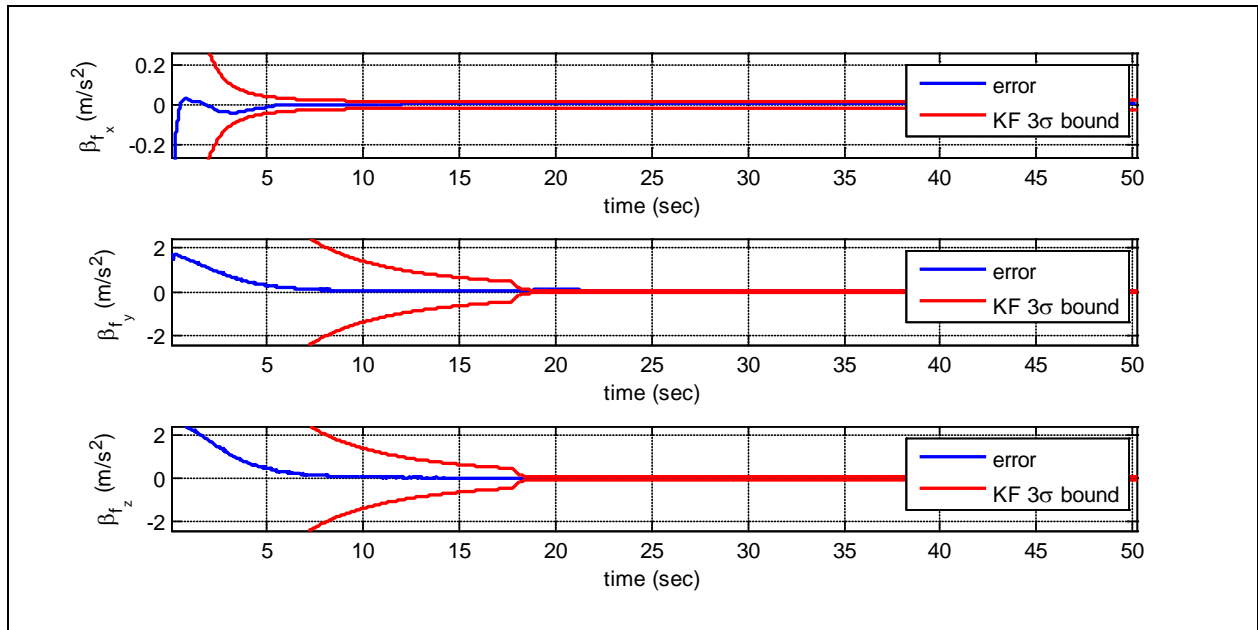 β_f_x (m/s²)
0.2
0
-0.2
error
KF 3σ bound
5 10 15 20 25 30 35 40 45 50
time (sec)
β_f_y (m/s²)
2
0
-2
error
KF 3σ bound
5 10 15 20 25 30 35 40 45 50
time (sec)
β_f_z (m/s²)
2
0
-2
error
KF 3σ bound
5 10 15 20 25 30 35 40 45 50
time (sec)